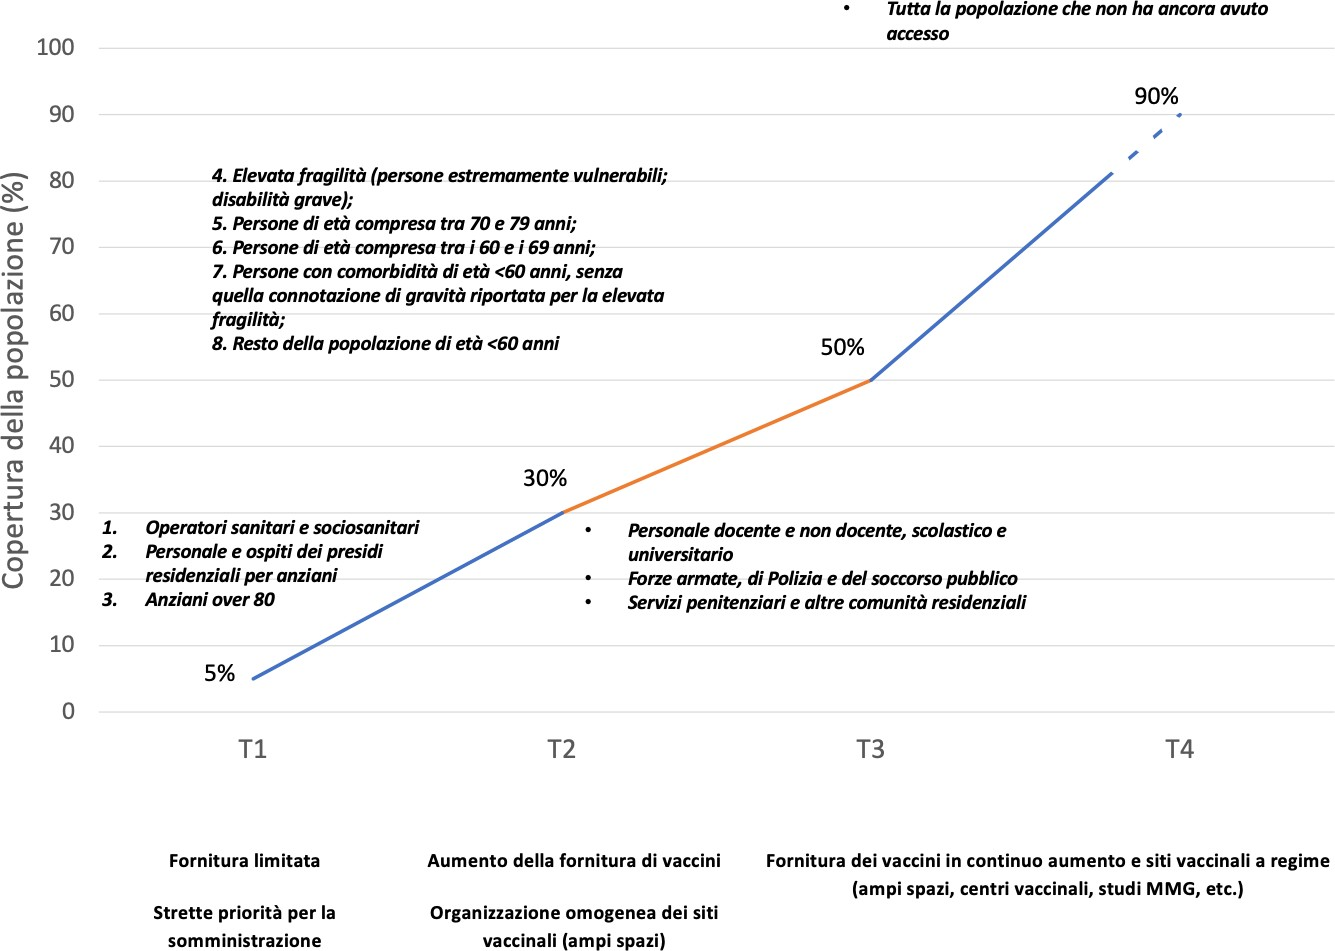 • Tutta la popolazione che non ha ancora avuto
accesso
100
90
80
70
60
50
40
30
20
10
0
Copertura della popolazione (%)
90%
4. Elevata fragilità (persone estremamente vulnerabili;
disabilità grave);
5. Persone di età compresa tra 70 e 79 anni;
6. Persone di età compresa tra i 60 e i 69 anni;
7. Persone con comorbidità di età <60 anni, senza
quella connotazione di gravità riportata per la elevata
fragilità;
8. Resto della popolazione di età <60 anni
50%
30%
1. Operatori sanitari e sociosanitari
2. Personale e ospiti dei presidi
residenziali per anziani
3. Anziani over 80
• Personale docente e non docente, scolastico e
universitario
• Forze armate, di Polizia e del soccorso pubblico
• Servizi penitenziari e altre comunità residenziali
5%
T1
T2
T3
T4
Fornitura limitata
Strette priorità per la
somministrazione
Aumento della fornitura di vaccini
Organizzazione omogenea dei siti
vaccinali (ampi spazi)
Fornitura dei vaccini in continuo aumento e siti vaccinali a regime
(ampi spazi, centri vaccinali, studi MMG, etc.)